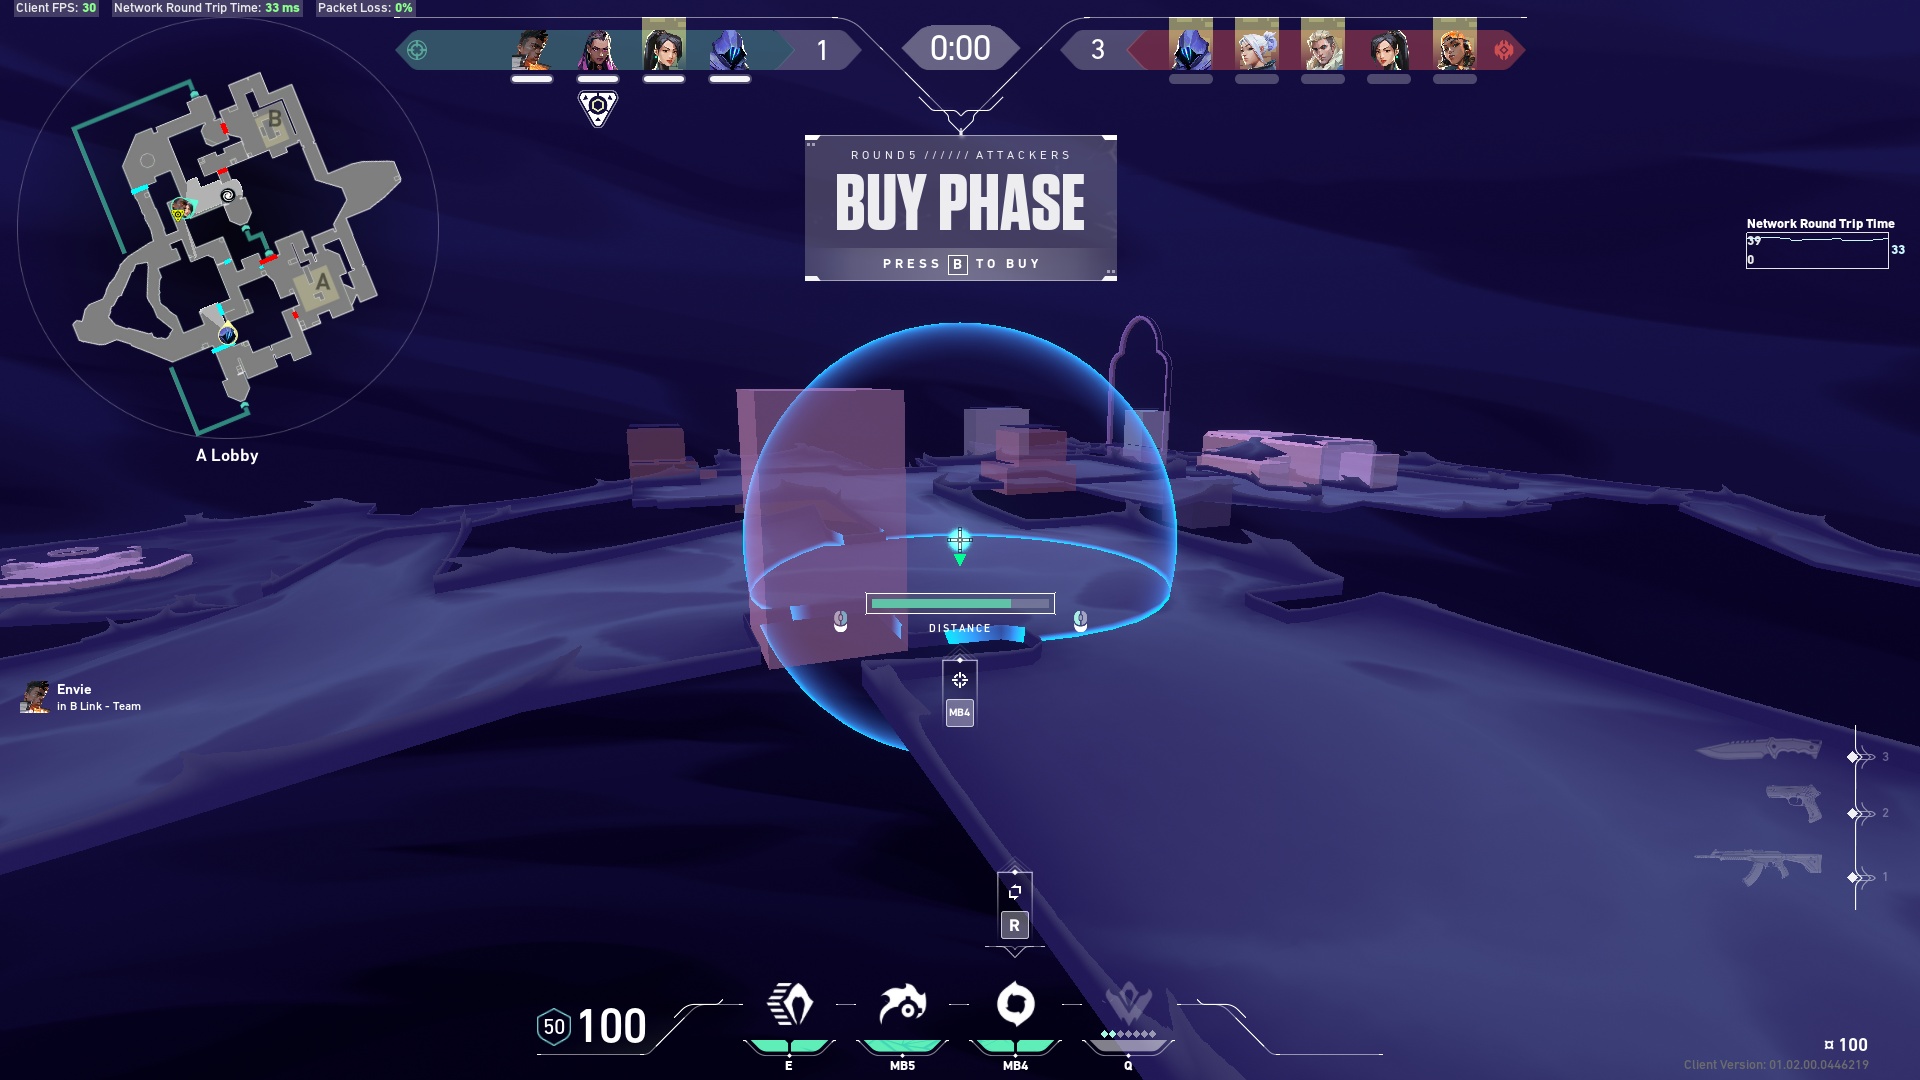 Client FPS: 30 Network Round Trip Time: 33 ms Packet Loss: 0%
1
0:00
3
ROUND5 ////// ATTACKERS
BUY PHASE
PRESS B TO BUY
B
A
A Lobby
Network Round Trip Time
39
33
0
DISTANCE
MB4
Envie
in B Link - Team
3
2
1
R
50 100
E MB5 MB4 Q
¤ 100
Client Version: 01.02.00.0446219